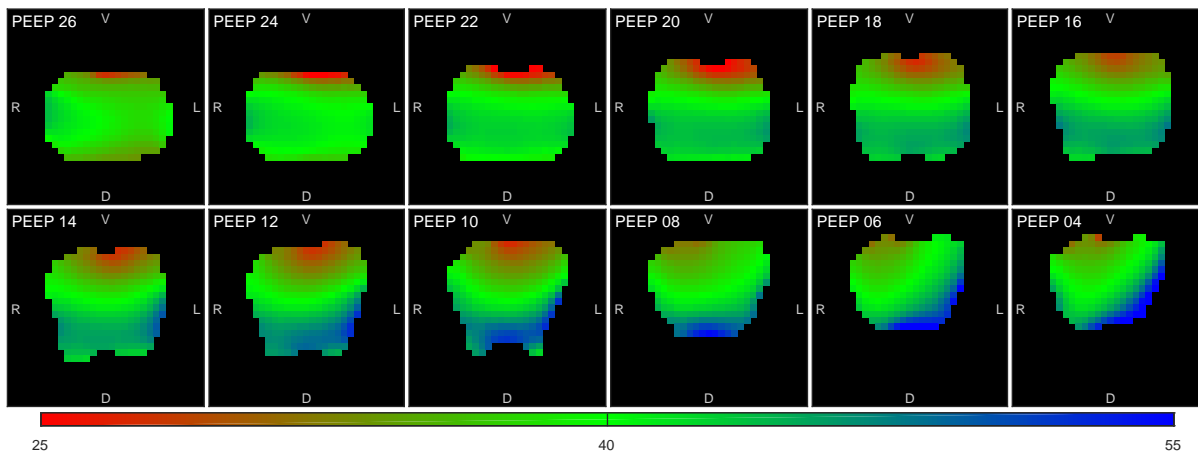 PEEP 26 V PEEP 24 V PEEP 22 V PEEP 20 V PEEP 18 V PEEP 16 V
R L R L R L R L R L R L
D D D D D D
PEEP 14 V PEEP 12 V PEEP 10 V PEEP 08 V PEEP 06 V PEEP 04 V
R L R L R L R L R L R L
D D D D D D
25 40 55